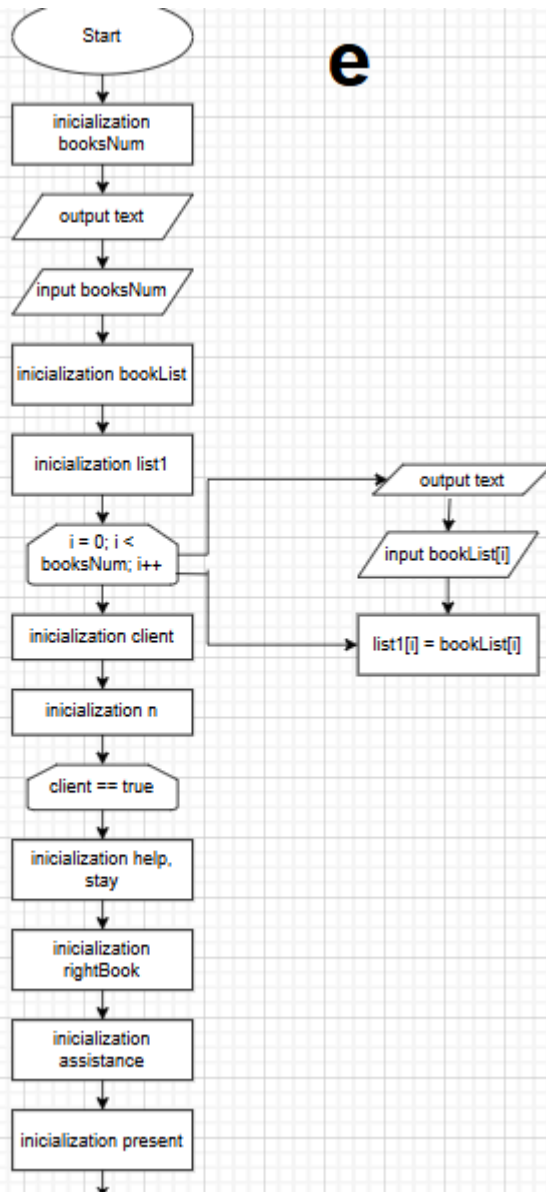 Start
e
inicialization
booksNum
output text
input booksNum
inicialization bookList
inicialization list1
i = 0; i <
booksNum; i++
output text
input bookList[i]
list1[i] = bookList[i]
inicialization client
inicialization n
client == true
inicialization help,
stay
inicialization
rightBook
inicialization
assistance
inicialization present